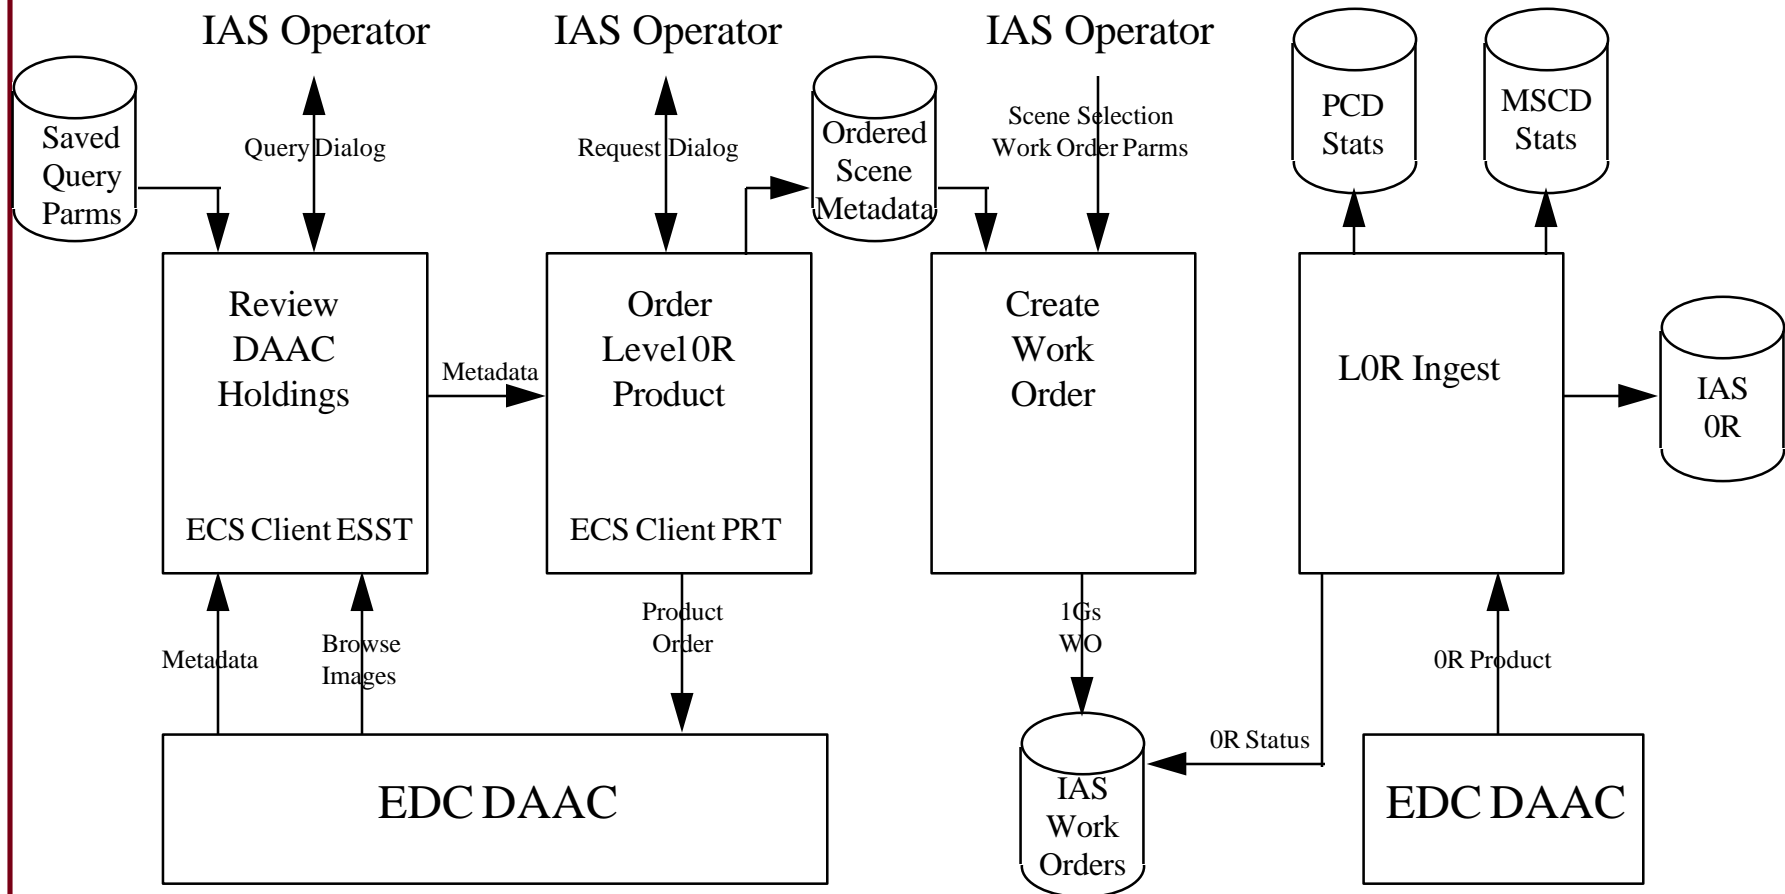 IAS Operator
IAS Operator
IAS Operator
Saved
Query
Parms
Query Dialog
Request Dialog
Ordered
Scene
Metadata
Scene Selection
Work Order Parms
PCD
Stats
MSCD
Stats
Review
DAAC
Holdings
ECS Client ESST
Metadata
Order
Level 0R
Product
ECS Client PRT
Create
Work
Order
L0R Ingest
IAS
0R
Metadata
Browse
Images
Product
Order
1Gs
WO
0R Product
0R Status
EDC DAAC
IAS
Work
Orders
EDC DAAC